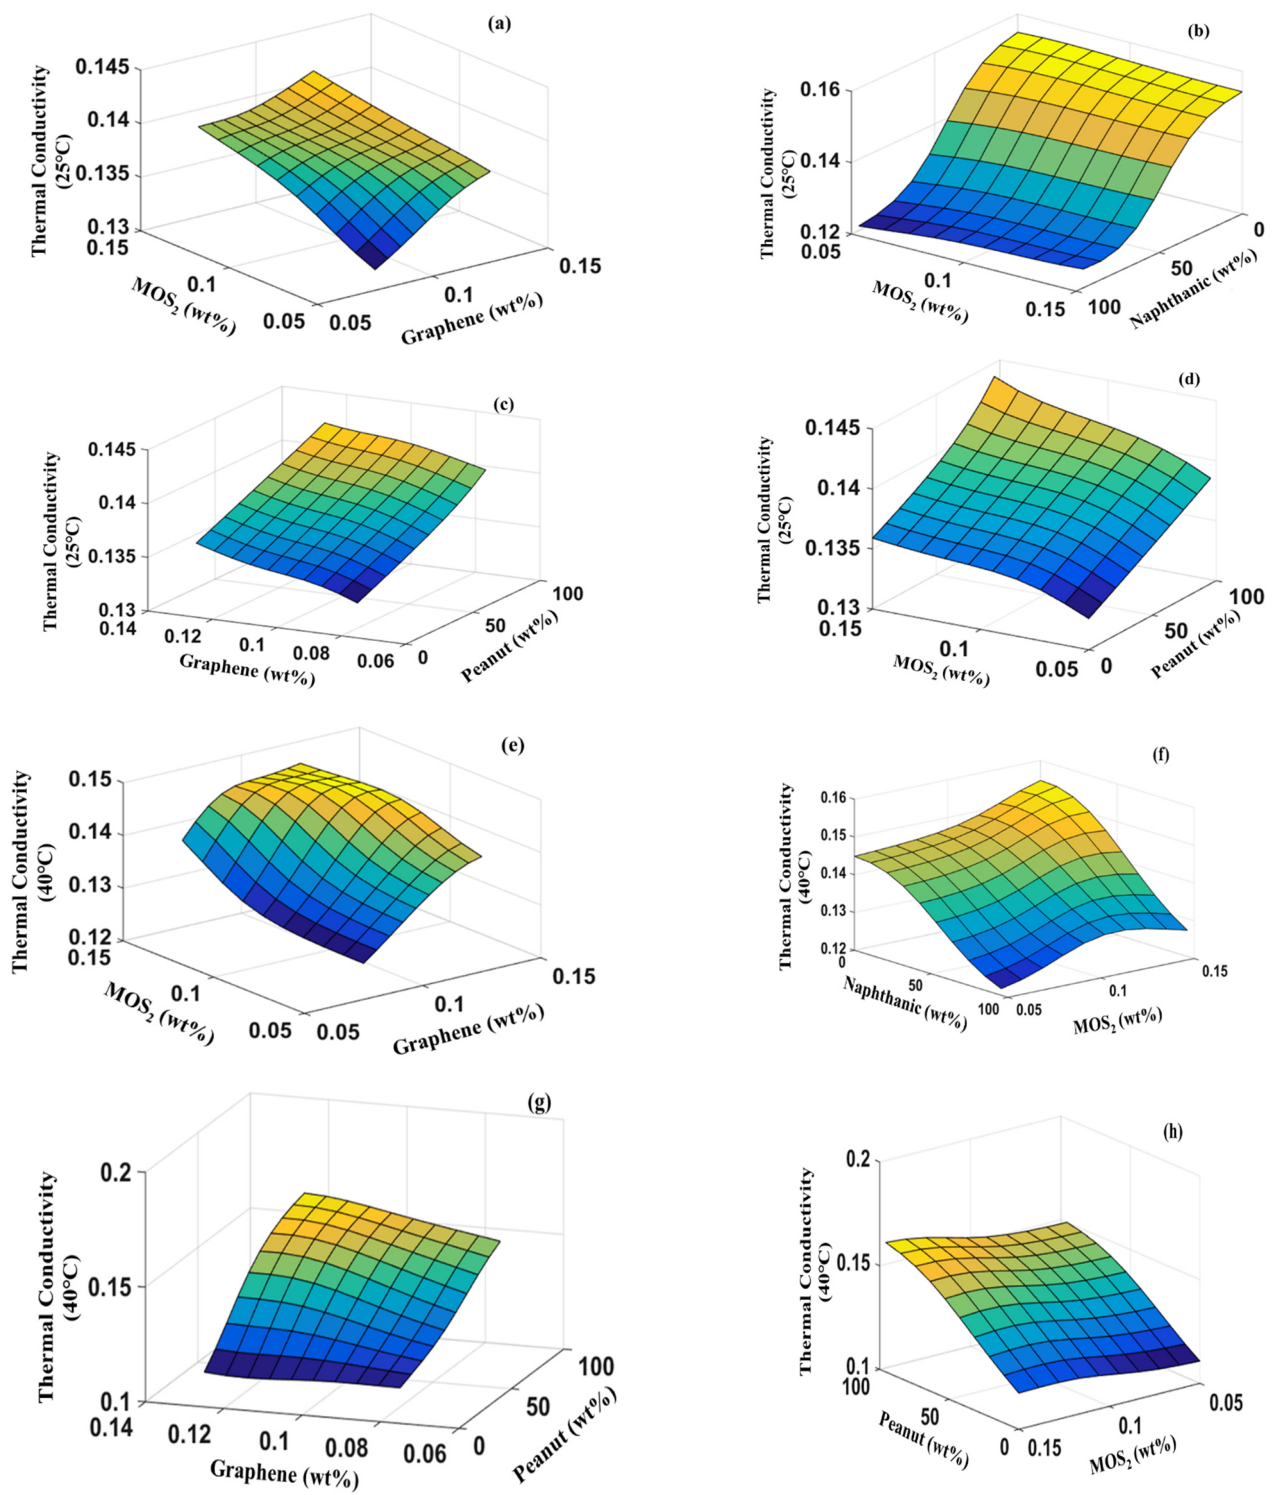 (a)
Thermal Conductivity
(25°C)
0.145
0.14
0.135
0.13
0.15
0.1
0.05
MOS2 (wt%)
0.05
0.1
0.15
Graphene (wt%)
(b)
Thermal Conductivity
(25°C)
0.16
0.14
0.12
0.05
0.1
0.15
MOS2 (wt%)
100
50
0
Naphthanic (wt%)
(c)
Thermal Conductivity
(25°C)
0.145
0.14
0.135
0.13
0.14
0.12
0.1
0.08
0.06
Graphene (wt%)
0
50
100
Peanut (wt%)
(d)
Thermal Conductivity
(25°C)
0.145
0.14
0.135
0.13
0.15
0.1
0.05
MOS2 (wt%)
0
50
100
Peanut (wt%)
(e)
Thermal Conductivity
(40°C)
0.15
0.14
0.13
0.12
0.15
0.1
0.05
MOS2 (wt%)
0.05
0.1
0.15
Graphene (wt%)
(f)
Thermal Conductivity
(40°C)
0.16
0.15
0.14
0.13
0.12
0
50
100
Naphthanic (wt%)
0.05
0.1
0.15
MOS2 (wt%)
(g)
Thermal Conductivity
(40°C)
0.2
0.15
0.1
0.14
0.12
0.1
0.08
0.06
Graphene (wt%)
0
50
100
Peanut (wt%)
(h)
Thermal Conductivity
(40°C)
0.2
0.15
0.1
100
50
0
Peanut (wt%)
0.15
0.1
0.05
MOS2 (wt%)